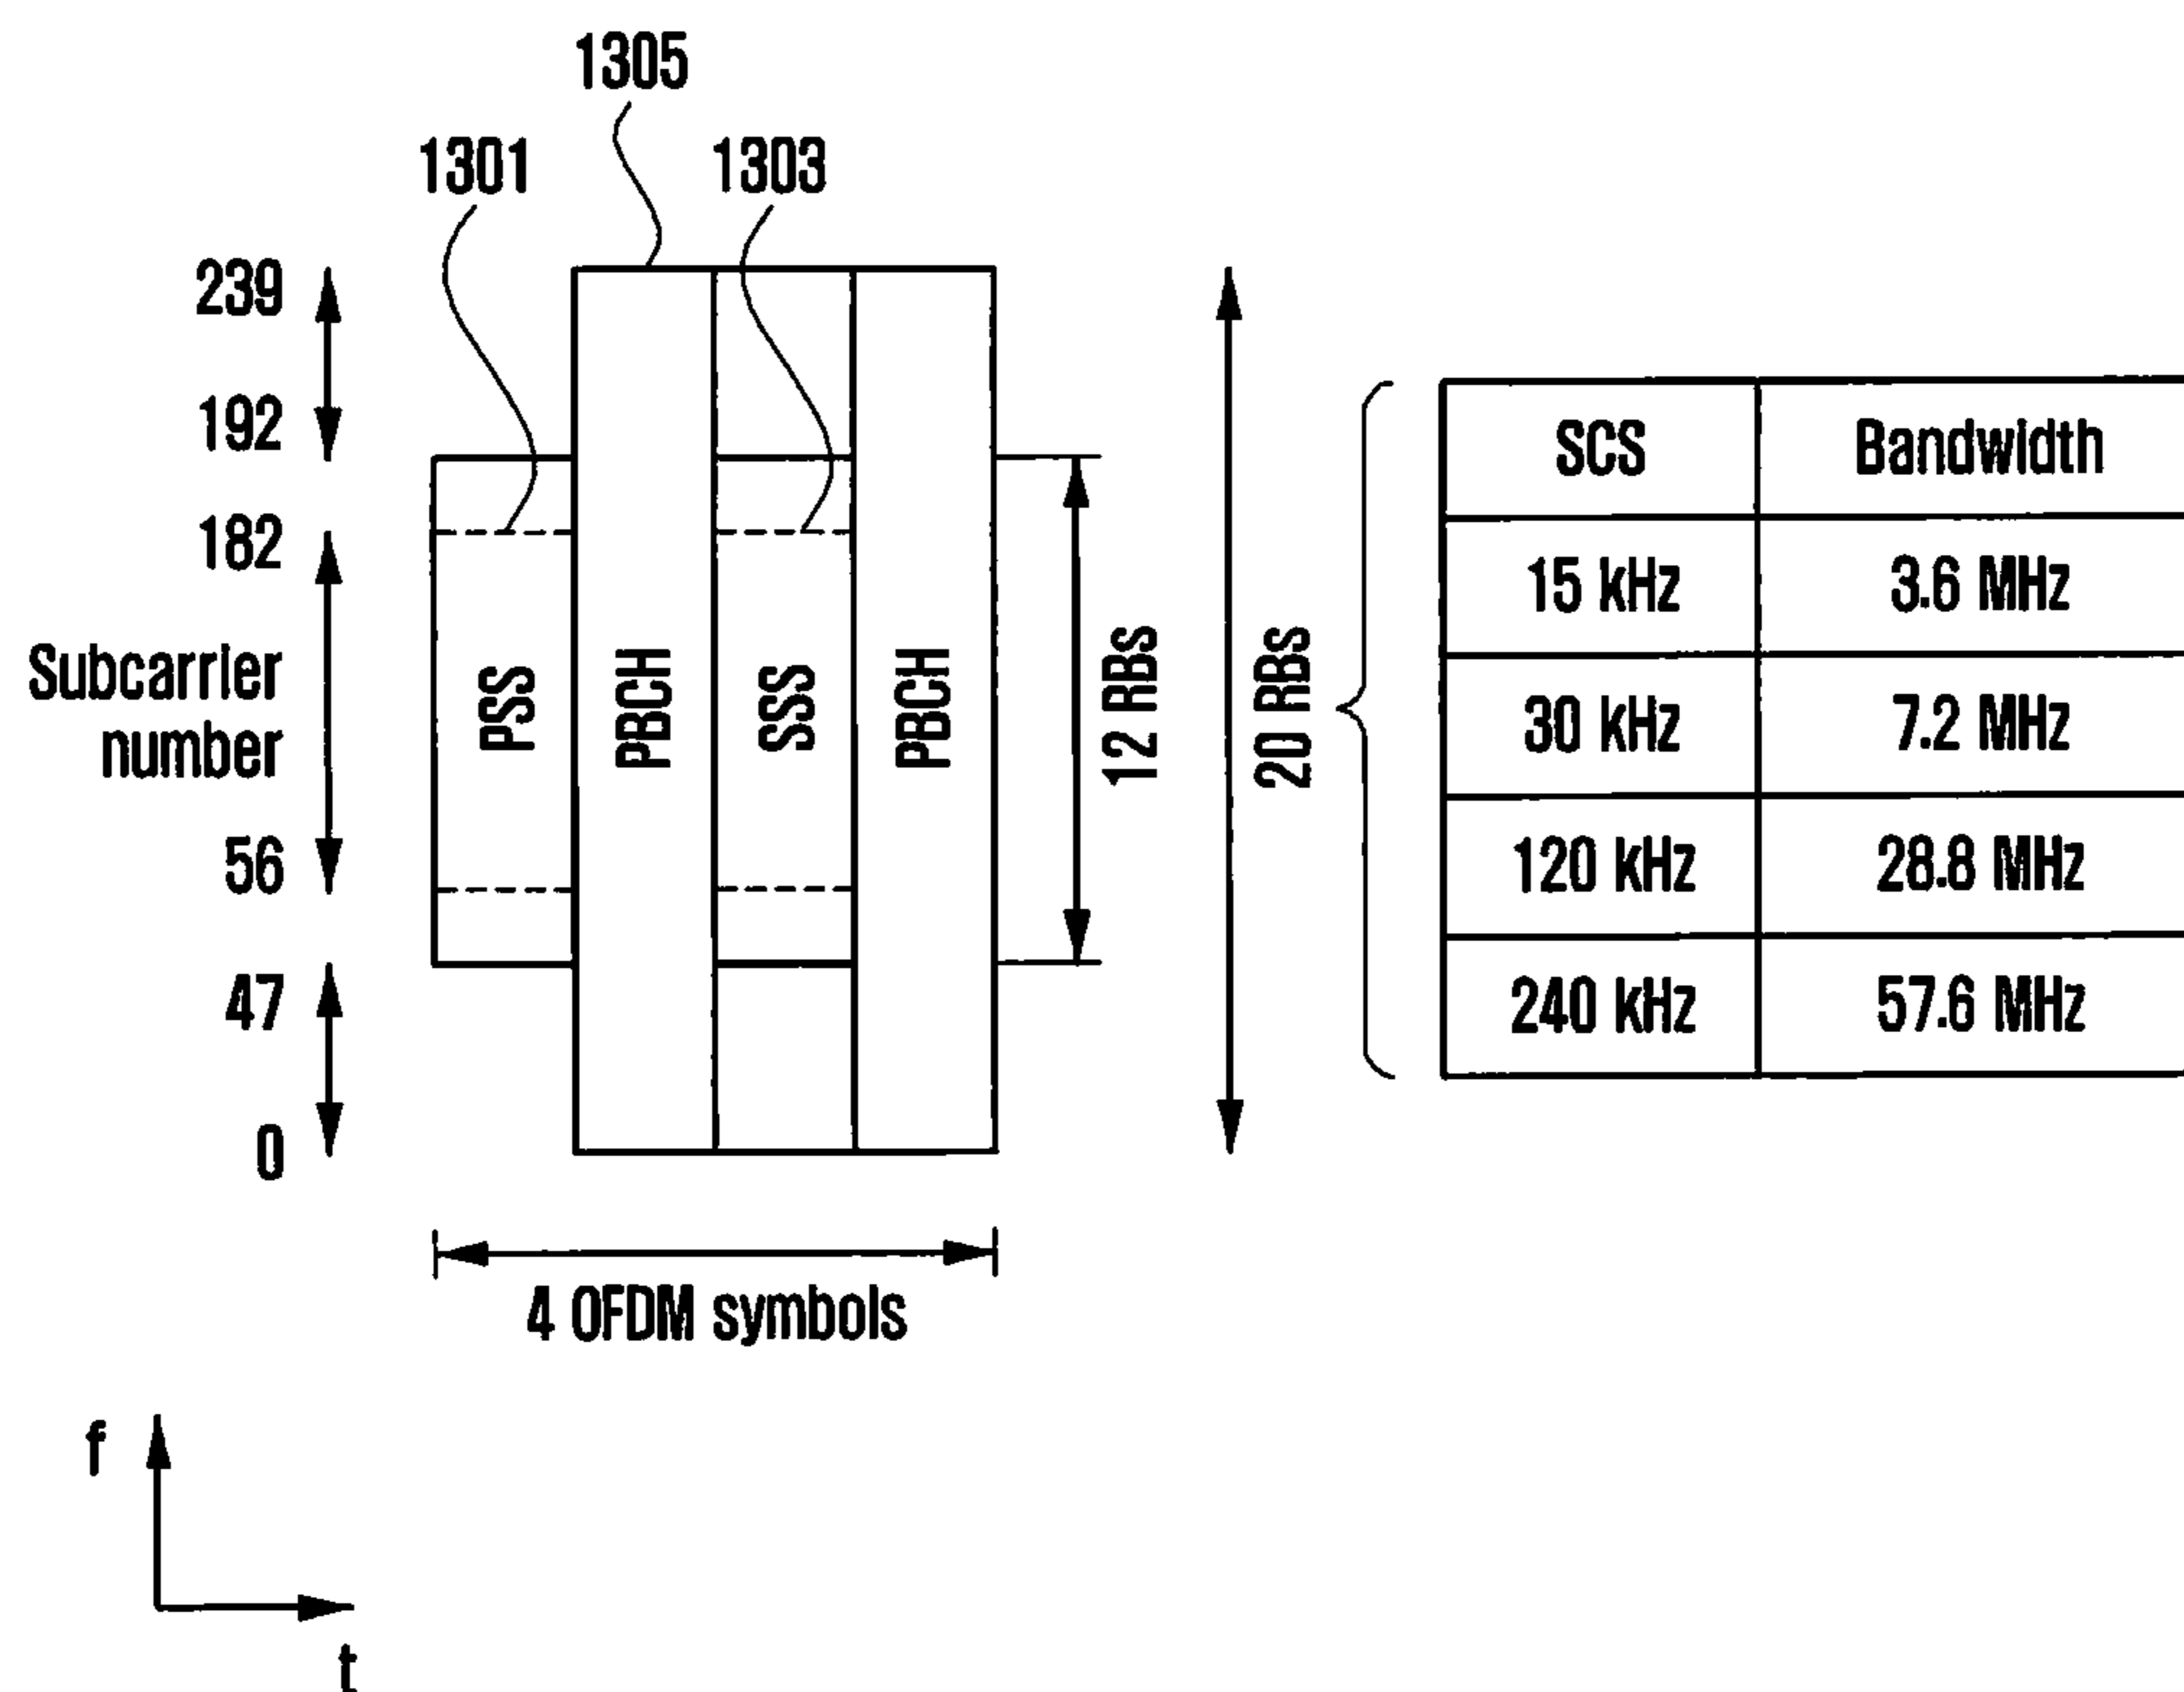 1305
1301
1303
239
192
182
Subcarrier
number
56
47
0
PSS
PBCH
SSS
PBCH
12 RBs
20 RBs
SCS Bandwidth
15 kHz 3.6 MHz
30 kHz 7.2 MHz
120 kHz 28.8 MHz
240 kHz 57.6 MHz
4 OFDM symbols
f
t